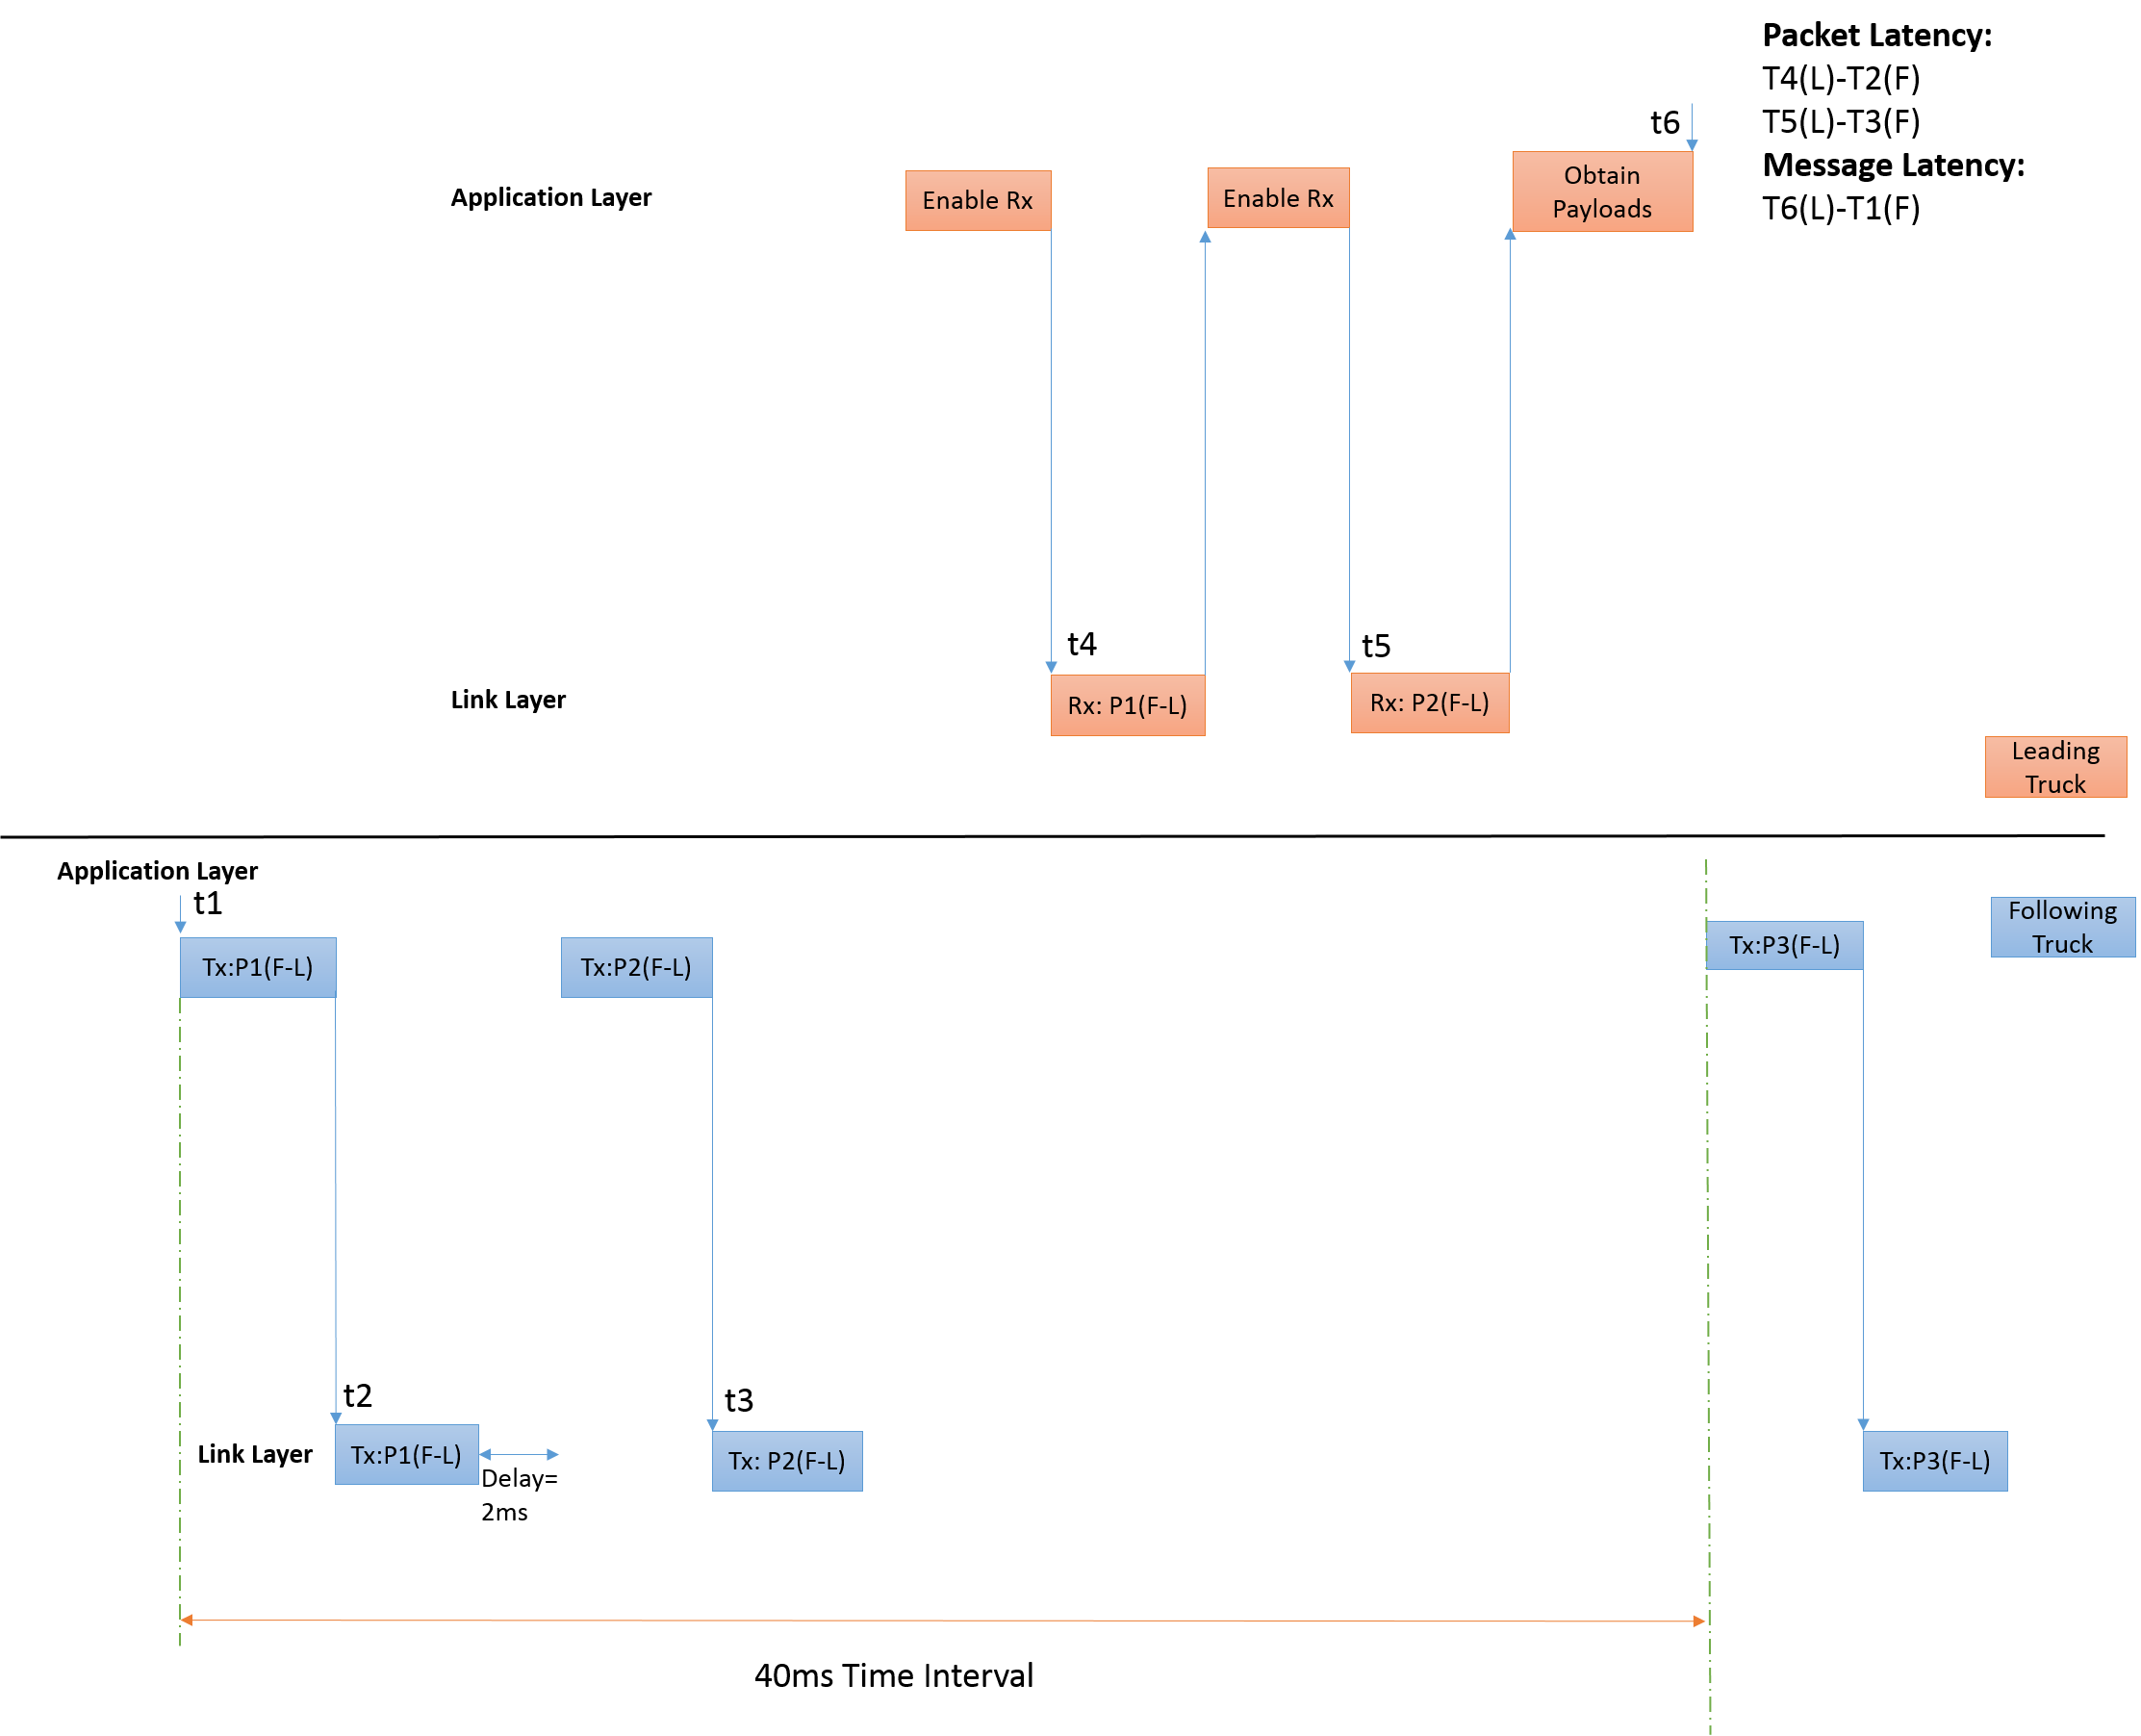 Packet Latency:
T4(L)-T2(F)
T5(L)-T3(F)
Message Latency:
T6(L)-T1(F)
t6
Application Layer
Enable Rx
Enable Rx
Obtain
Payloads
t4
t5
Link Layer
Rx: P1(F-L)
Rx: P2(F-L)
Leading
Truck
Application Layer
t1
Following
Truck
Tx:P1(F-L)
Tx:P2(F-L)
Tx:P3(F-L)
t2
t3
Link Layer
Tx:P1(F-L)
Delay=
2ms
Tx: P2(F-L)
Tx:P3(F-L)
40ms Time Interval